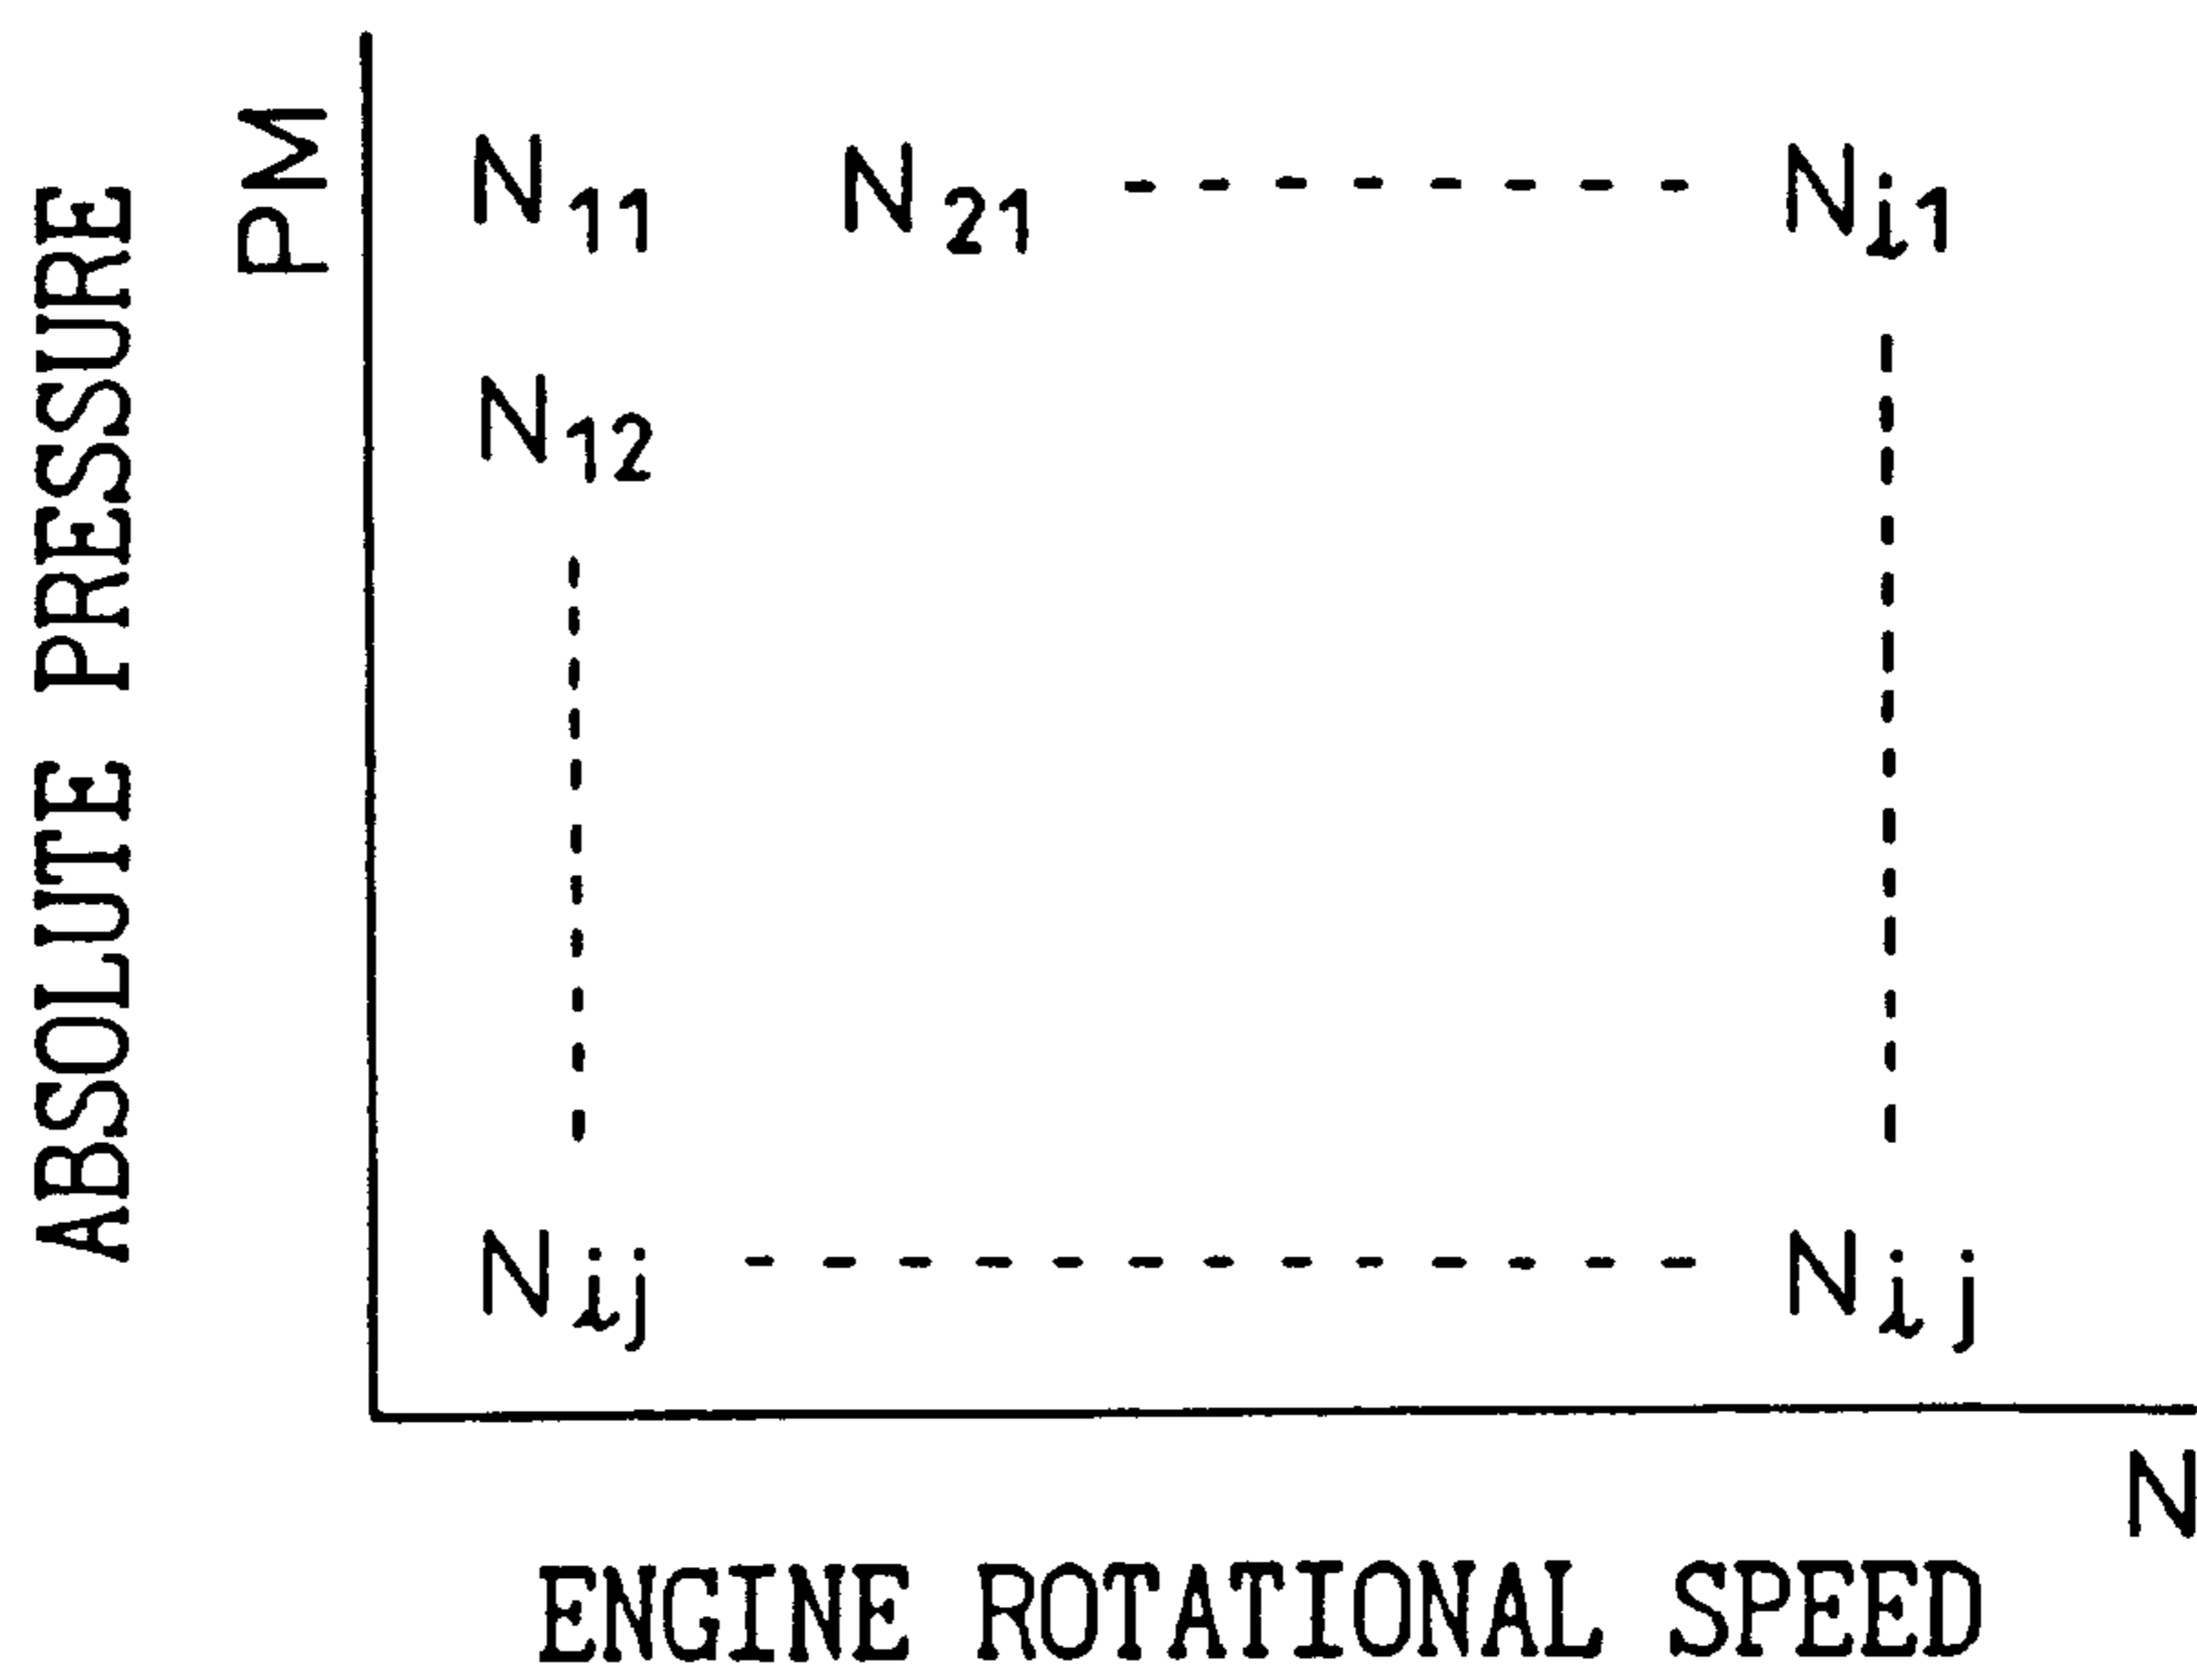 ABSOLUTE PRESSURE
PM
N₁₁ N₂₁ Nᵢ₁
N₁₂
Nᵢⱼ Nᵢⱼ
N
ENGINE ROTATIONAL SPEED